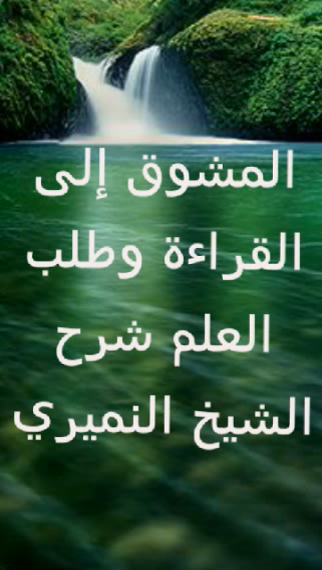 المشوق إلى
القراءة وطلب
العلم شرح
الشيخ النميري